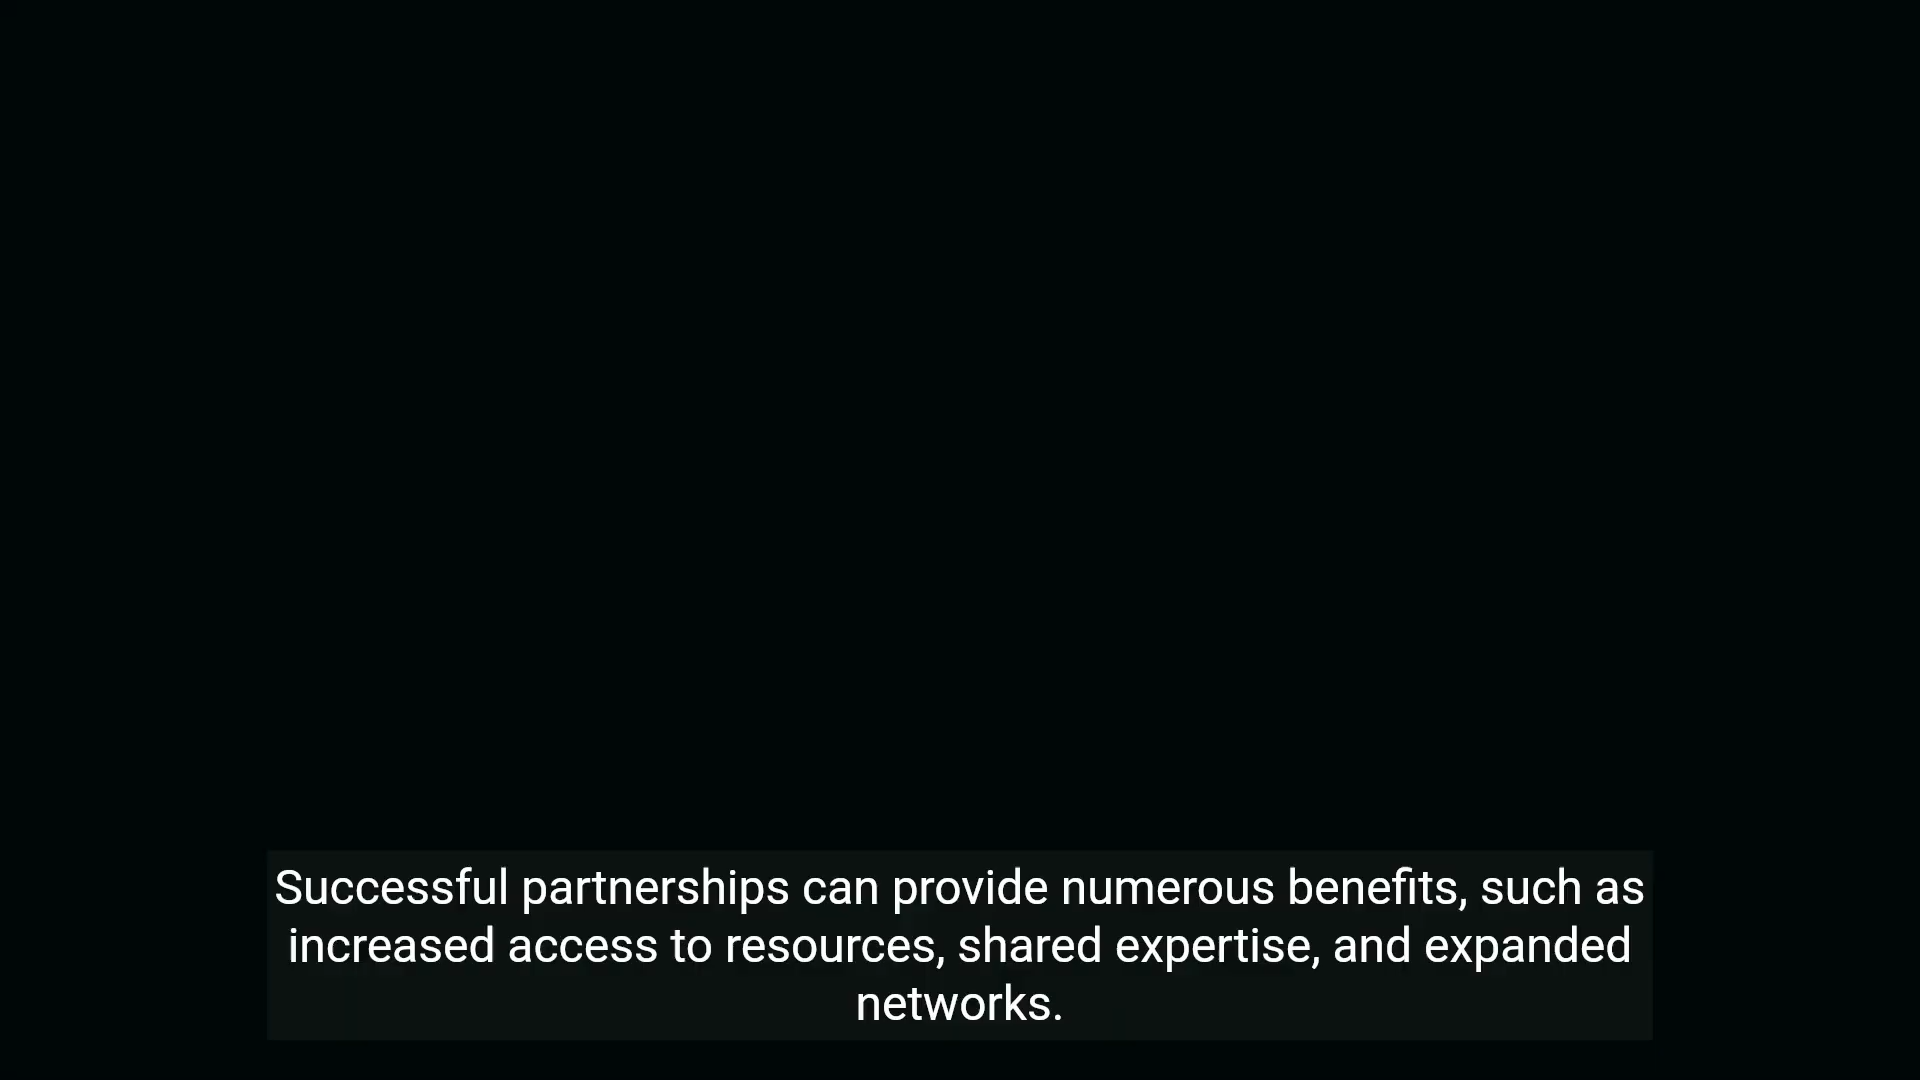 Successful partnerships can provide numerous benefits, such as
increased access to resources, shared expertise, and expanded
networks.